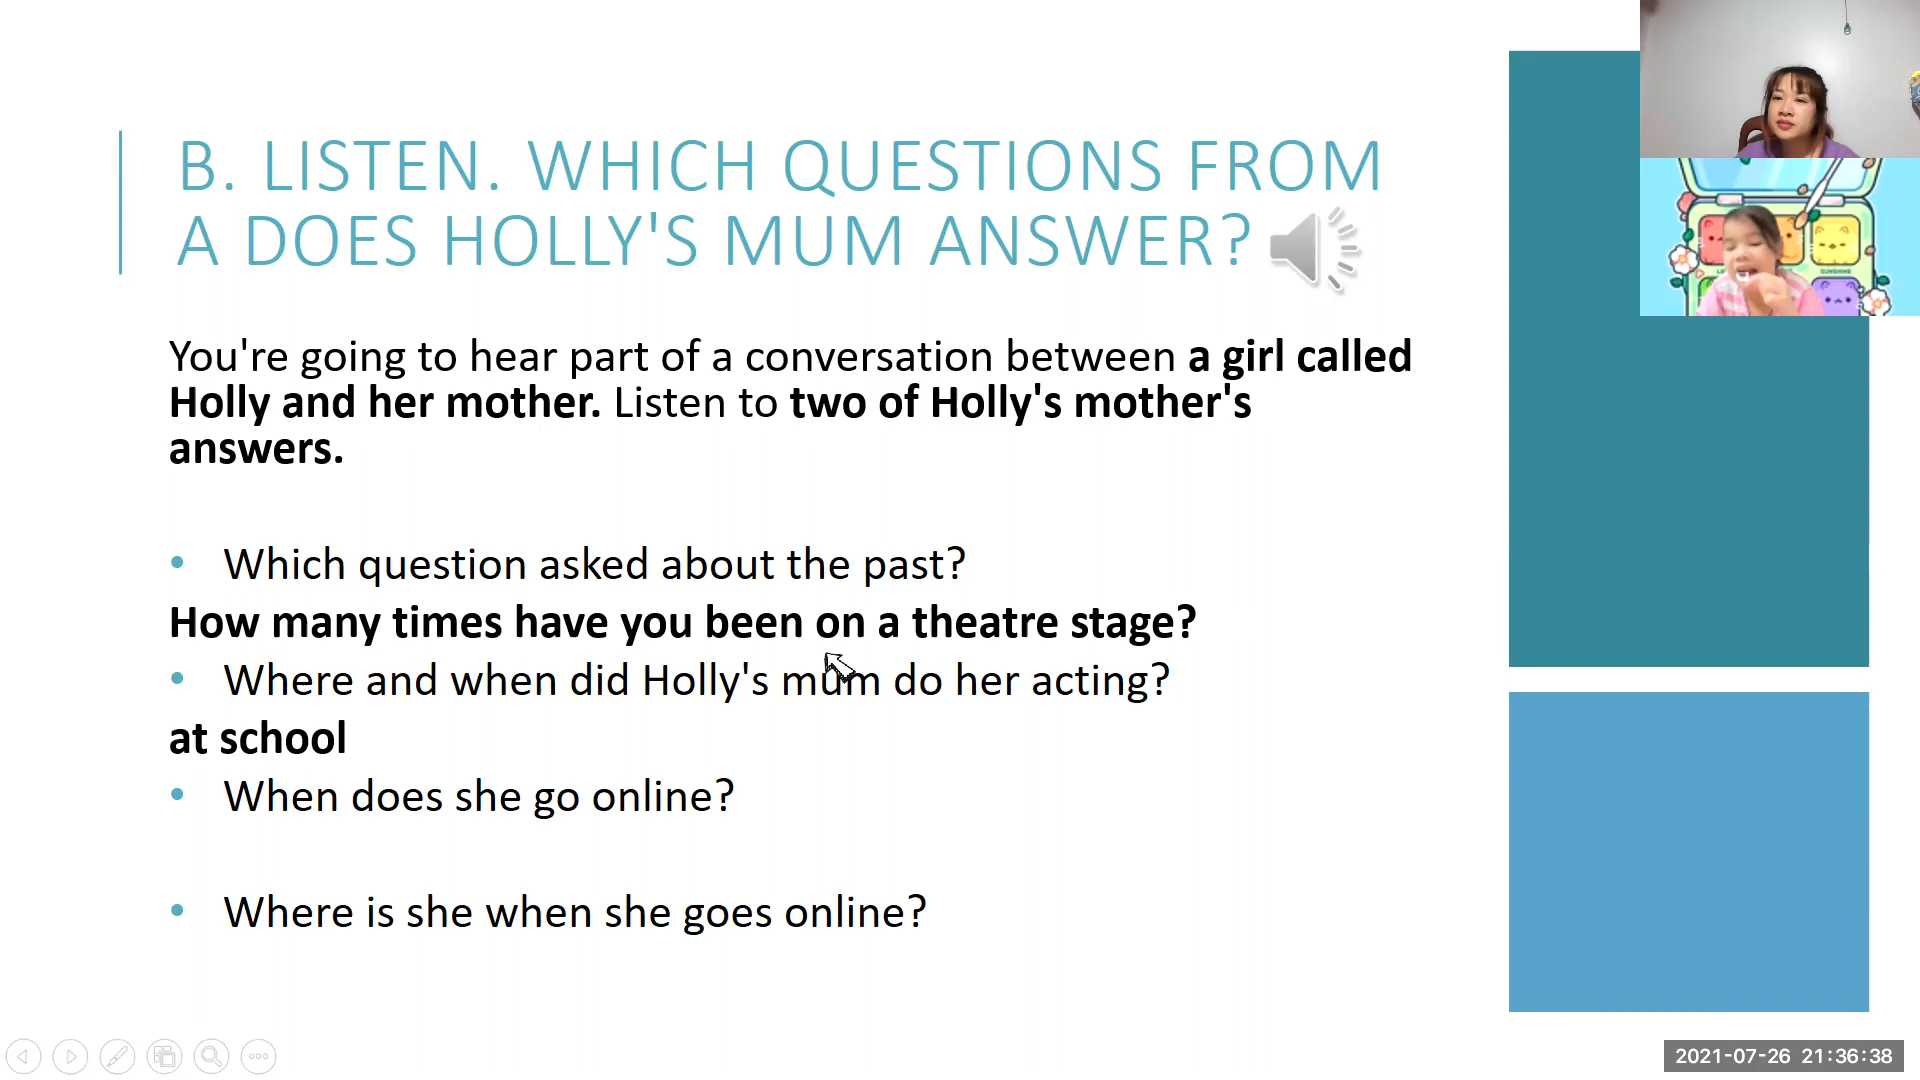 B. LISTEN. WHICH QUESTIONS FROM
A DOES HOLLY'S MUM ANSWER?
You're going to hear part of a conversation between a girl called
Holly and her mother. Listen to two of Holly's mother's
answers.
• Which question asked about the past?
How many times have you been on a theatre stage?
• Where and when did Holly's mum do her acting?
at school
• When does she go online?
• Where is she when she goes online?
2021-07-26 21:36:38